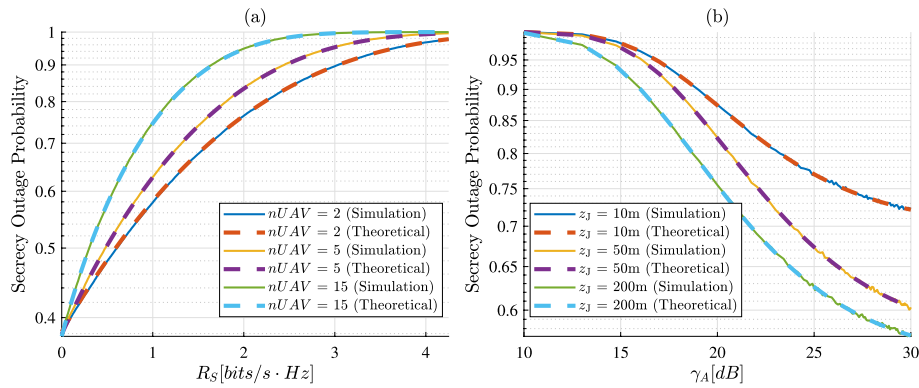 (a)
Secrecy Outage Probability
1
0.9
0.8
0.7
0.6
0.5
0.4
nUAV = 2 (Simulation)
nUAV = 2 (Theoretical)
nUAV = 5 (Simulation)
nUAV = 5 (Theoretical)
nUAV = 15 (Simulation)
nUAV = 15 (Theoretical)
0 1 2 3 4
R_S[bits/s · Hz]
(b)
Secrecy Outage Probability
0.95
0.9
0.85
0.8
0.75
0.7
0.65
0.6
z_J = 10m (Simulation)
z_J = 10m (Theoretical)
z_J = 50m (Simulation)
z_J = 50m (Theoretical)
z_J = 200m (Simulation)
z_J = 200m (Theoretical)
10 15 20 25 30
γ_A[dB]